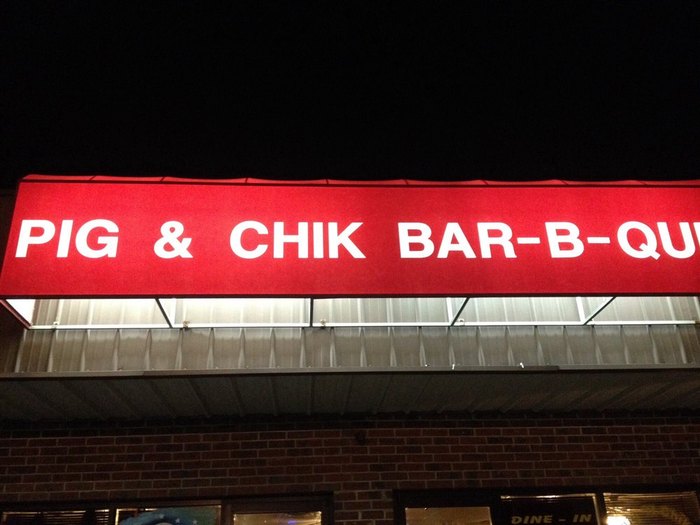 PIG & CHIK BAR-B-QU
DINE-IN